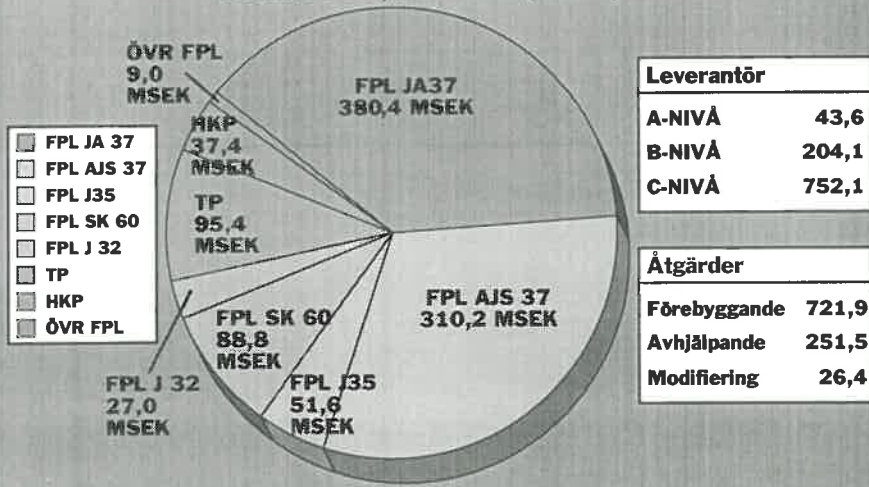 ÖVR FPL
9,0
MSEK
FPL JA37
380,4 MSEK
HKP
37,4
MSEK
TP
95,4
MSEK
FPL AJS 37
310,2 MSEK
FPL SK 60
88,8
MSEK
FPL J35
51,6
MSEK
FPL J 32
27,0
MSEK
FPL JA 37
FPL AJS 37
FPL J35
FPL SK 60
FPL J 32
TP
HKP
ÖVR FPL
Leverantör
A-NIVÅ 43,6
B-NIVÅ 204,1
C-NIVÅ 752,1
Åtgärder
Förebyggande 721,9
Avhjälpande 251,5
Modifiering 26,4